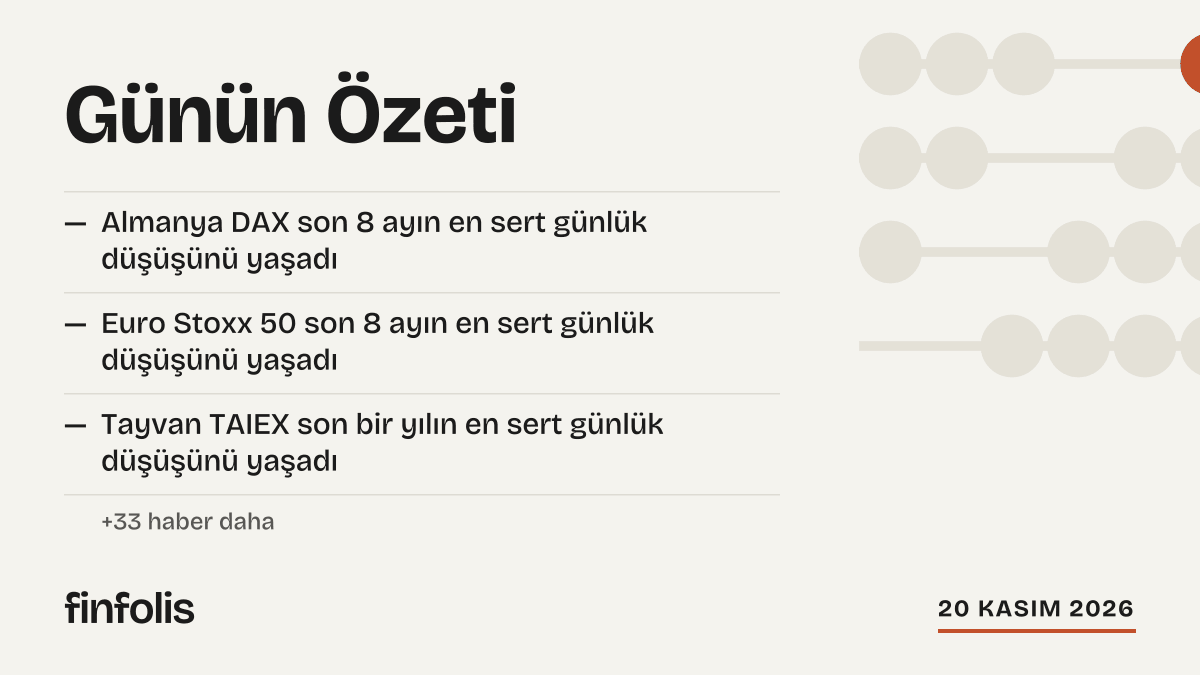 Günün Özeti
— Almanya DAX son 8 ayın en sert günlük
düşüşünü yaşadı
— Euro Stoxx 50 son 8 ayın en sert günlük
düşüşünü yaşadı
— Tayvan TAIEX son bir yılın en sert günlük
düşüşünü yaşadı
+33 haber daha
finfolis
20 KASIM 2026